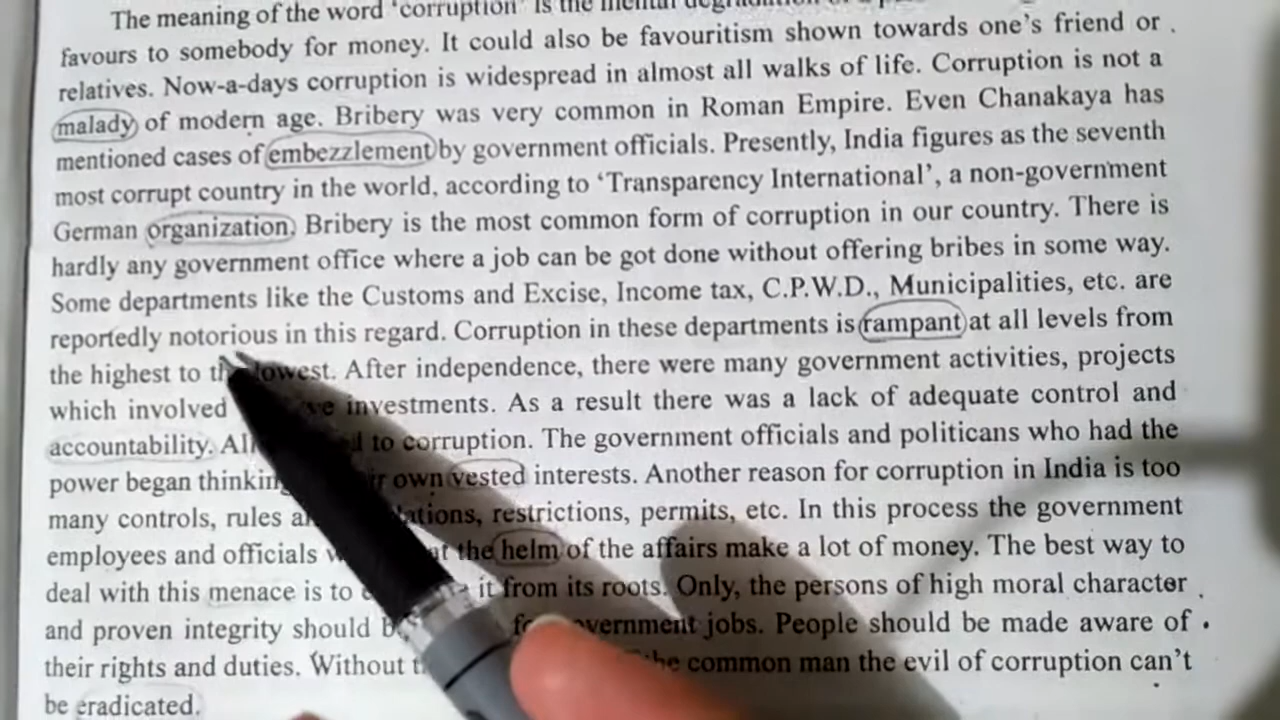 The meaning of the word 'corruption' is the mental degradation of a
favours to somebody for money. It could also be favouritism shown towards one's friend or
relatives. Now-a-days corruption is widespread in almost all walks of life. Corruption is not a
malady of modern age. Bribery was very common in Roman Empire. Even Chanakaya has
mentioned cases of embezzlement by government officials. Presently, India figures as the seventh
most corrupt country in the world, according to 'Transparency International', a non-government
German organization. Bribery is the most common form of corruption in our country. There is
hardly any government office where a job can be got done without offering bribes in some way.
Some departments like the Customs and Excise, Income tax, C.P.W.D., Municipalities, etc. are
reportedly notorious in this regard. Corruption in these departments is rampant at all levels from
the highest to the lowest. After independence, there were many government activities, projects
which involved investments. As a result there was a lack of adequate control and
accountability. All to corruption. The government officials and politicans who had the
power began thinking own vested interests. Another reason for corruption in India is too
many controls, rules restrictions, permits, etc. In this process the government
employees and officials at the helm of the affairs make a lot of money. The best way to
deal with this menace is to it from its roots. Only, the persons of high moral character
and proven integrity should government jobs. People should be made aware of
their rights and duties. Without the common man the evil of corruption can't
be eradicated.